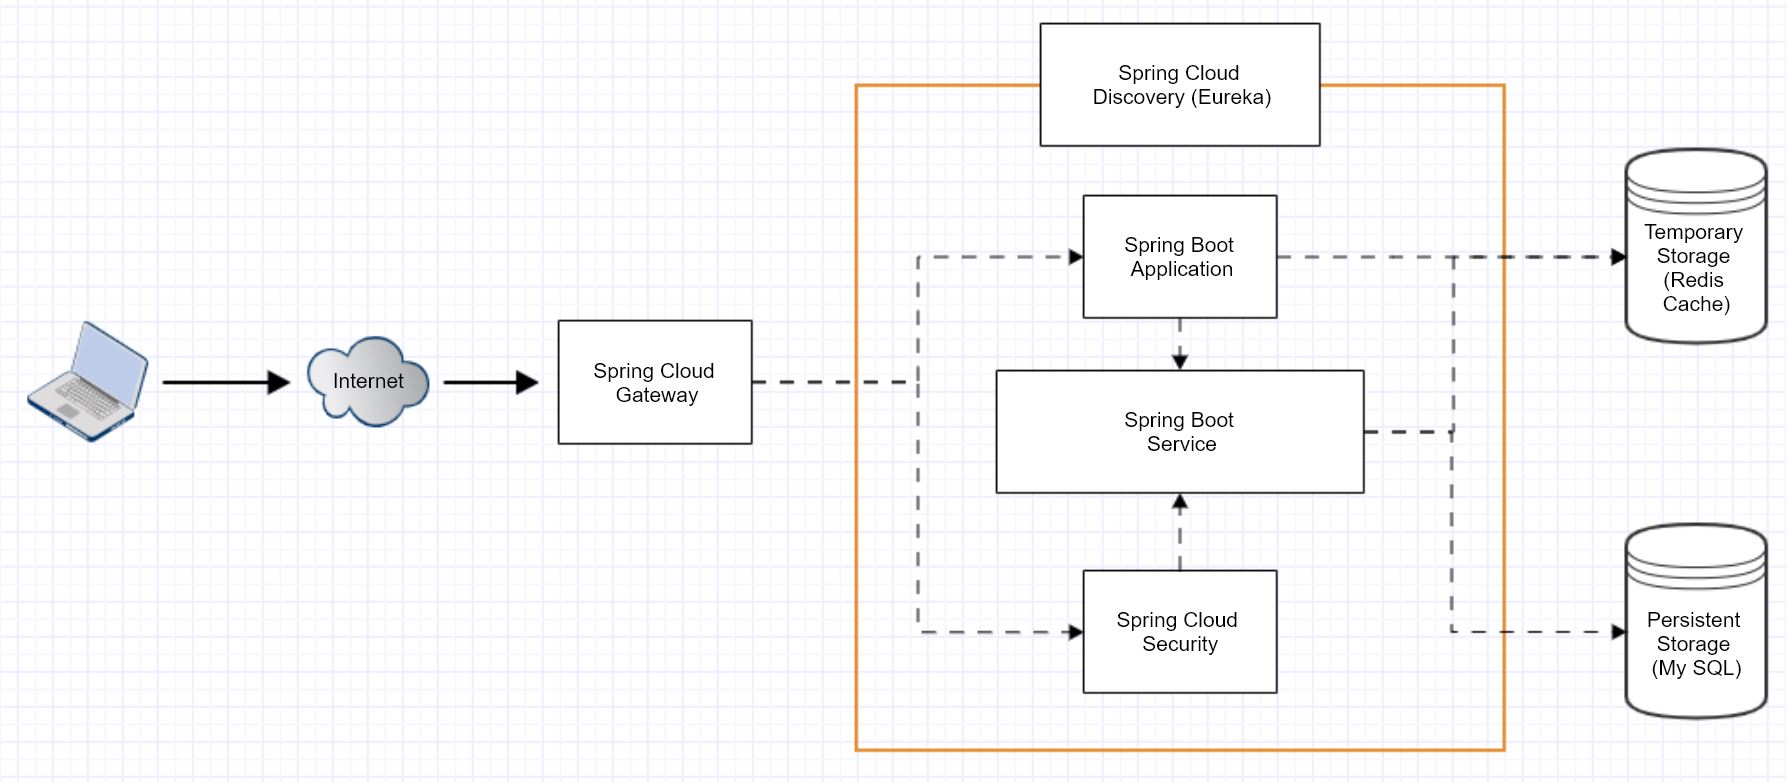 Spring Cloud
Discovery (Eureka)
Spring Boot
Application
Temporary
Storage
(Redis
Cache)
Internet
Spring Cloud
Gateway
Spring Boot
Service
Spring Cloud
Security
Persistent
Storage
(My SQL)